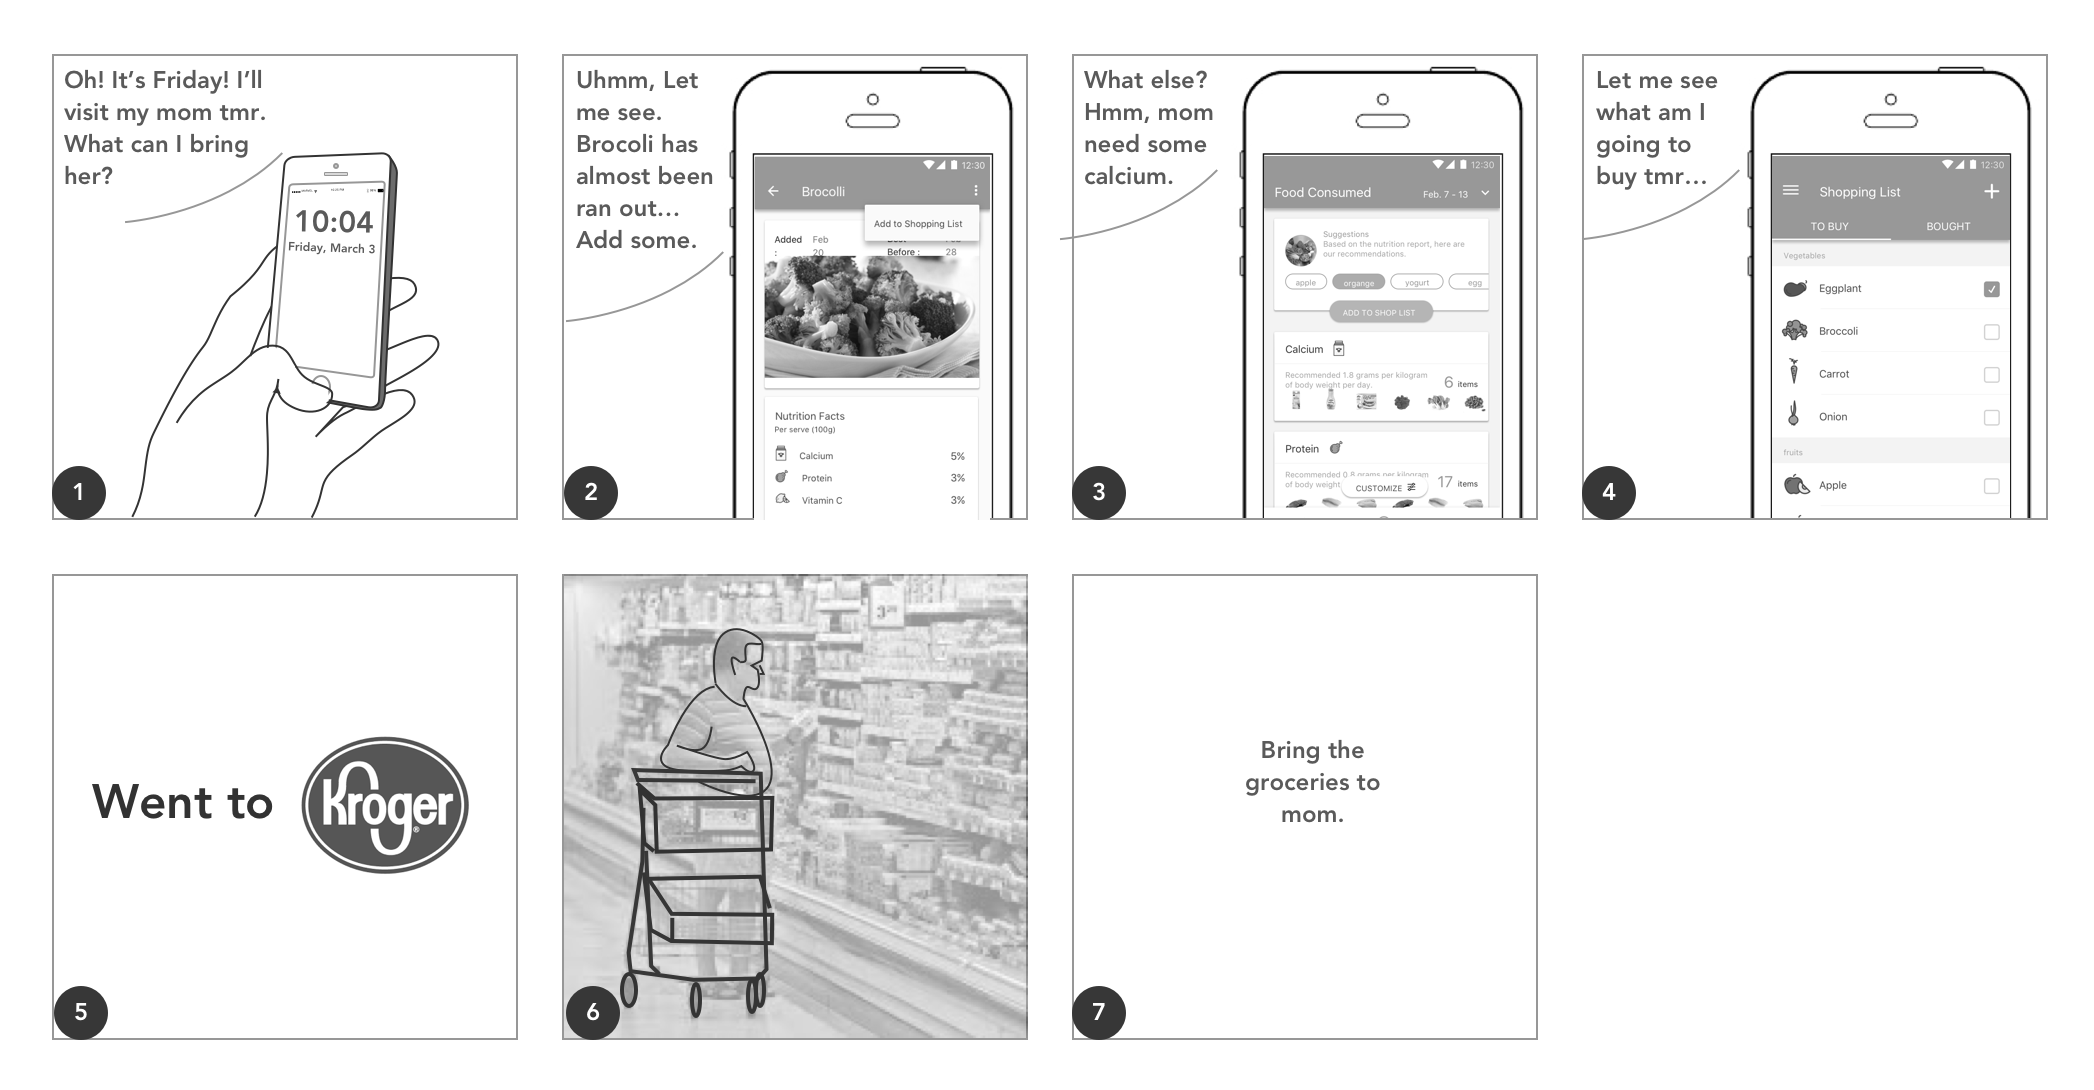 Oh! It's Friday! I'll
visit my mom tmr.
What can I bring
her?
10:04
Friday, March 3
1
Uhmm, Let
me see.
Brocoli has
almost been
ran out...
Add some.
12:30
Brocolli
Add to Shopping List
Added Feb
: 20 Before : 28
Nutrition Facts
Per serve (100g)
Calcium 5%
Protein 3%
Vitamin C 3%
2
What else?
Hmm, mom
need some
calcium.
12:30
Food Consumed Feb. 7 - 13
Suggestions
Based on the nutrition report, here are
our recommendations.
apple organge yogurt egg
ADD TO SHOP LIST
Calcium
Recommended 1.8 grams per kilogram
of body weight per day.
6 items
Protein
Recommended 0.8 grams per kilogram
of body weight
17 items
CUSTOMIZE
3
Let me see
what am I
going to
buy tmr...
12:30
Shopping List
TO BUY BOUGHT
Vegetables
Eggplant
Broccoli
Carrot
Onion
fruits
Apple
4
Went to Kroger
5
6
Bring the
groceries to
mom.
7